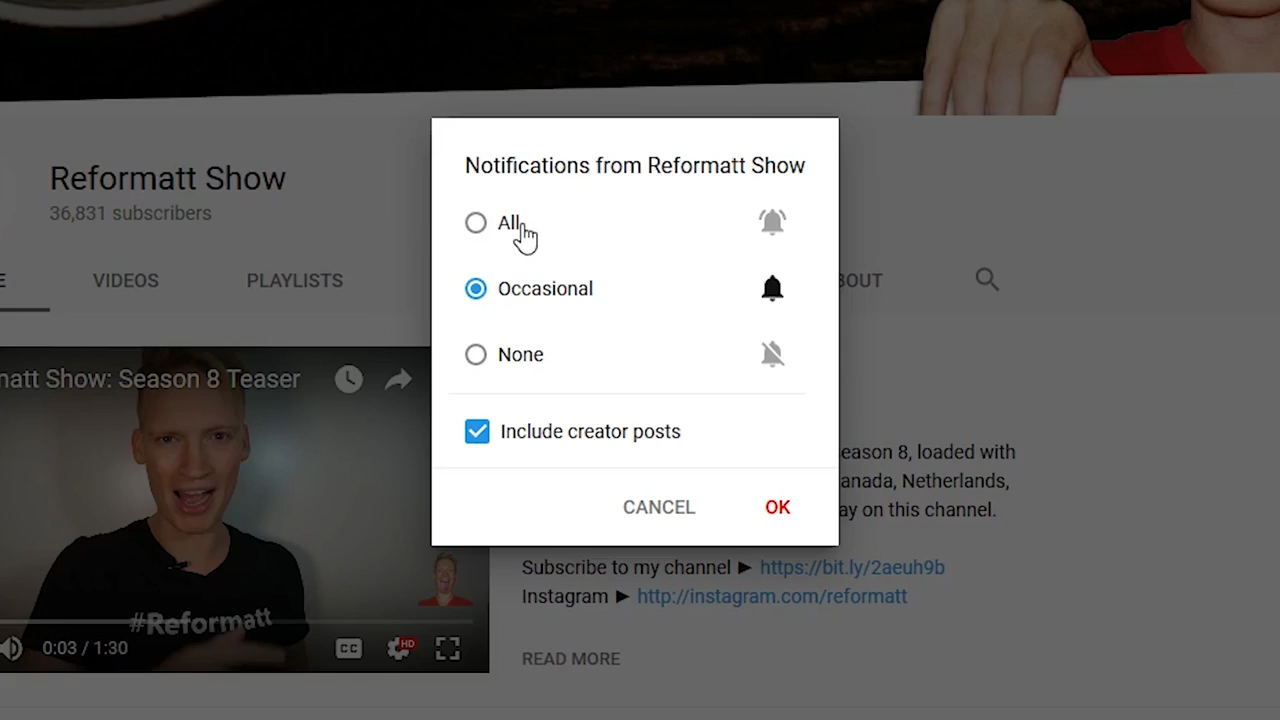 Reformatt Show
36,831 subscribers
VIDEOS
PLAYLISTS
Notifications from Reformatt Show
All
Occasional
None
Include creator posts
CANCEL
OK
matt Show: Season 8 Teaser
#Reformatt
0:03 / 1:30
CC
HD
eason 8, loaded with
anada, Netherlands,
ay on this channel.
Subscribe to my channel ► https://bit.ly/2aeuh9b
Instagram ► http://instagram.com/reformatt
READ MORE